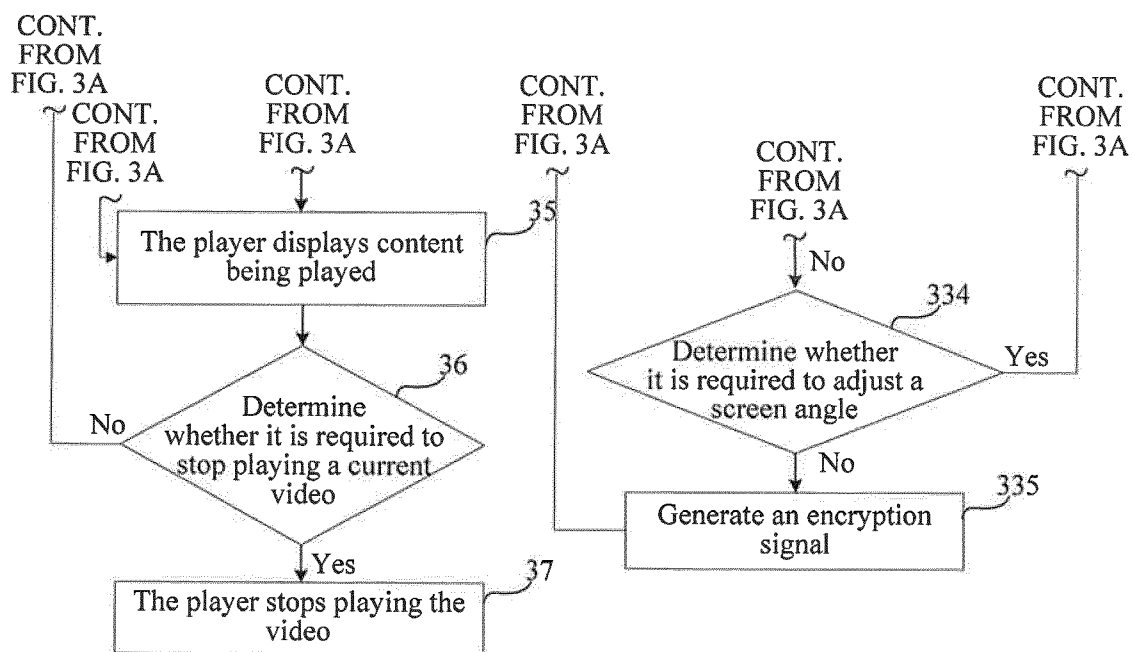 CONT.
FROM
FIG. 3A
CONT.
FROM
FIG. 3A
CONT.
FROM
FIG. 3A
CONT.
FROM
FIG. 3A
CONT.
FROM
FIG. 3A
CONT.
FROM
FIG. 3A
35
The player displays content
being played
36
Determine
whether it is required to
stop playing a current
video
No
Yes
37
The player stops playing the
video
No
334
Determine whether
it is required to adjust a
screen angle
Yes
No
335
Generate an encryption
signal